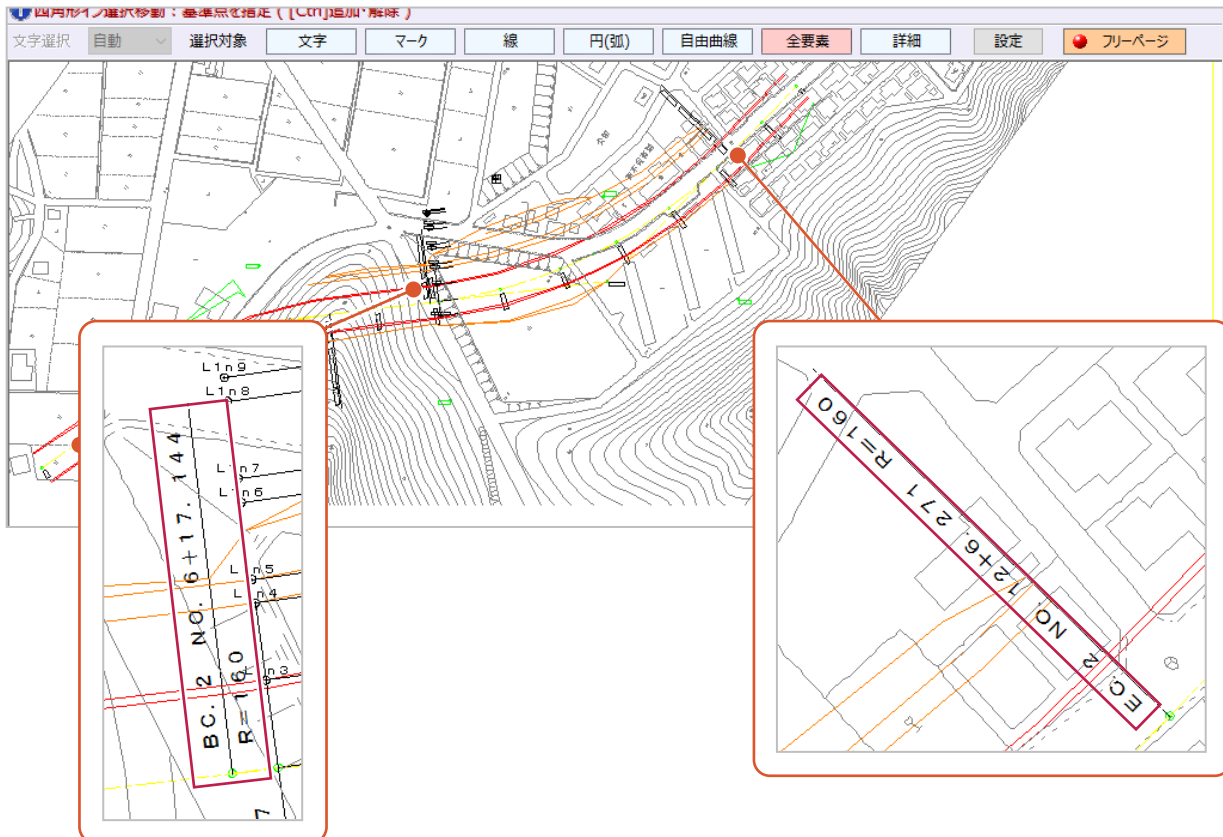 四角形イン選択移動：基準点を指定 ( [Ctrl]追加･解除 )
文字選択 自動 選択対象 文字 マーク 線 円(弧) 自由曲線 全要素 詳細 設定 フリーページ
L1n9
L1n8
L1n7
L1n6
n5
n4
n3
BC. 2 NO. 6+17. 144
R=160
7
R=160
EC. 2 NO. 12+6. 271